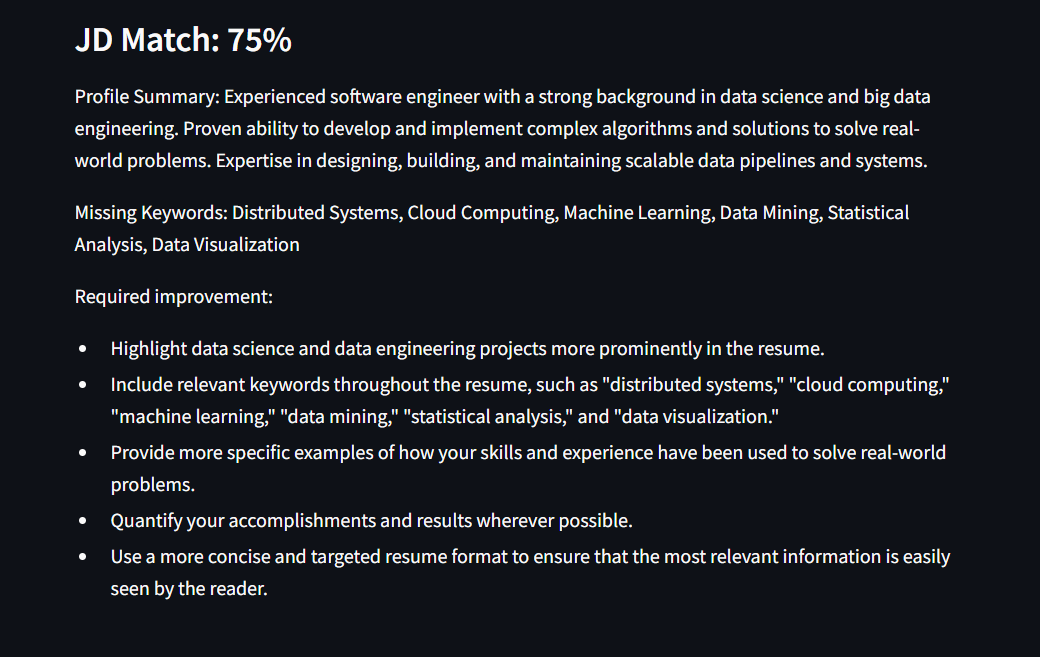 JD Match: 75%
Profile Summary: Experienced software engineer with a strong background in data science and big data
engineering. Proven ability to develop and implement complex algorithms and solutions to solve real-
world problems. Expertise in designing, building, and maintaining scalable data pipelines and systems.
Missing Keywords: Distributed Systems, Cloud Computing, Machine Learning, Data Mining, Statistical
Analysis, Data Visualization
Required improvement:
• Highlight data science and data engineering projects more prominently in the resume.
• Include relevant keywords throughout the resume, such as "distributed systems," "cloud computing,"
"machine learning," "data mining," "statistical analysis," and "data visualization."
• Provide more specific examples of how your skills and experience have been used to solve real-world
problems.
• Quantify your accomplishments and results wherever possible.
• Use a more concise and targeted resume format to ensure that the most relevant information is easily
seen by the reader.